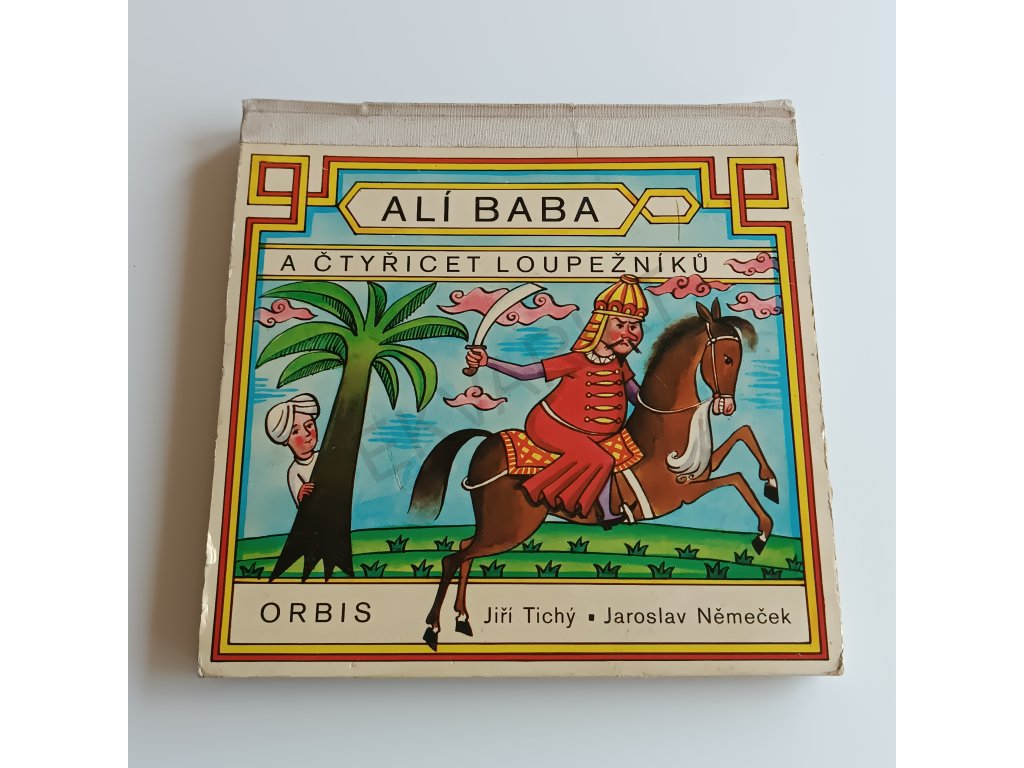 ALÍ BABA
A ČTYŘICET LOUPEŽNÍKŮ
ORBIS
Jiří Tichý ▪ Jaroslav Němeček